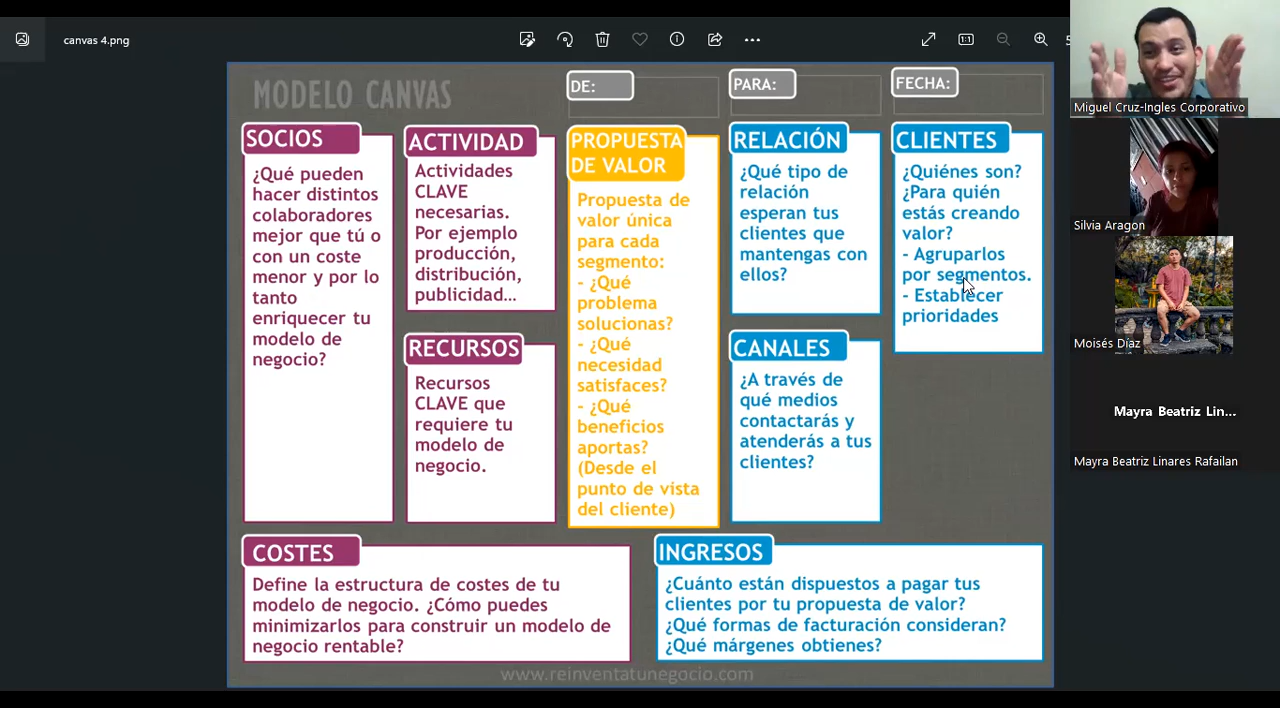 canvas 4.png
1:1
MODELO CANVAS
DE:
PARA:
FECHA:
SOCIOS
¿Qué pueden
hacer distintos
colaboradores
mejor que tú o
con un coste
menor y por lo
tanto
enriquecer tu
modelo de
negocio?
ACTIVIDAD
Actividades
CLAVE
necesarias.
Por ejemplo
producción,
distribución,
publicidad…
RECURSOS
Recursos
CLAVE que
requiere tu
modelo de
negocio.
PROPUESTA
DE VALOR
Propuesta de
valor única
para cada
segmento:
- ¿Qué
problema
solucionas?
- ¿Qué
necesidad
satisfaces?
- ¿Qué
beneficios
aportas?
(Desde el
punto de vista
del cliente)
RELACIÓN
¿Qué tipo de
relación
esperan tus
clientes que
mantengas con
ellos?
CANALES
¿A través de
qué medios
contactarás y
atenderás a tus
clientes?
CLIENTES
¿Quiénes son?
¿Para quién
estás creando
valor?
- Agruparlos
por segmentos.
- Establecer
prioridades
COSTES
Define la estructura de costes de tu
modelo de negocio. ¿Cómo puedes
minimizarlos para construir un modelo de
negocio rentable?
INGRESOS
¿Cuánto están dispuestos a pagar tus
clientes por tu propuesta de valor?
¿Qué formas de facturación consideran?
¿Qué márgenes obtienes?
www.reinventatunegocio.com
Miguel Cruz-Ingles Corporativo
Silvia Aragon
Moisés Díaz
Mayra Beatriz Lin...
Mayra Beatriz Linares Rafailan